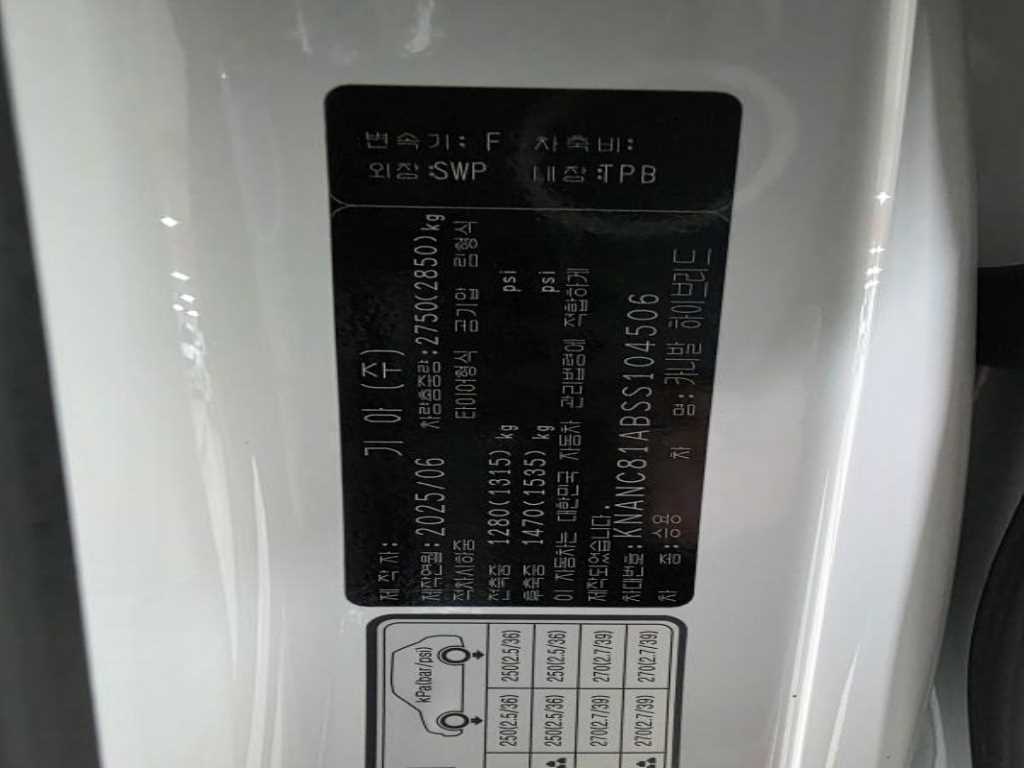 변속기: F 차축비:
외장:SWP 내장:TPB
제작자: 기아(주)
제작연월:2025/06 차량총중량:2750(2850)kg
적차시하중 타이어형식 공기압 림형식
전축중 1280(1315) kg psi
후축중 1470(1535) kg psi
이 자동차는 대한민국 자동차 관리법령에 적합하게
제작되었습니다.
차대번호:KNANC81ABSS104506
차 종:승용 차 명:카니발 하이브리드
kPa(bar/psi)
250(2.5/36) 250(2.5/36)
250(2.5/36) 250(2.5/36)
270(2.7/39) 270(2.7/39)
270(2.7/39) 270(2.7/39)